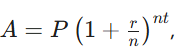 A = P (1 + r/n)^{nt},